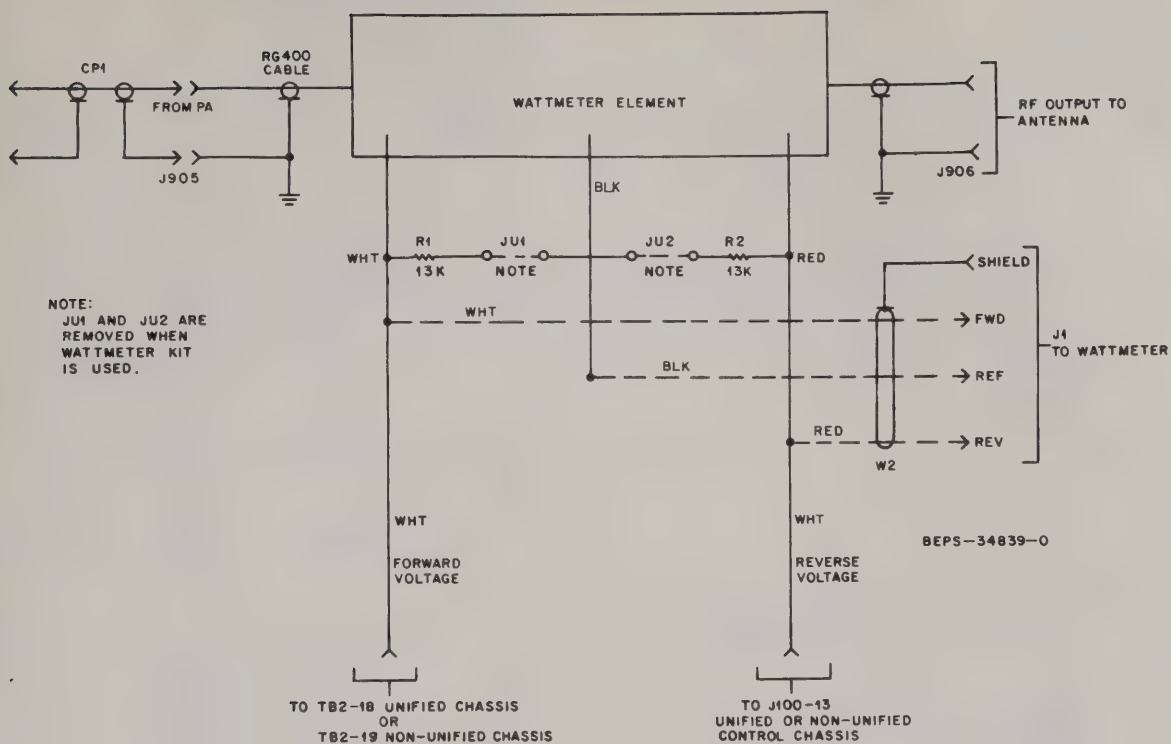 CP1
RG400
CABLE
FROM PA
J905
WATTMETER ELEMENT
RF OUTPUT TO
ANTENNA
J906
BLK
WHT
R1
13K
JU1
NOTE
JU2
NOTE
R2
13K
RED
NOTE:
JU1 AND JU2 ARE
REMOVED WHEN
WATTMETER KIT
IS USED.
SHIELD
WHT
FWD
J1
TO WATTMETER
BLK
REF
RED
REV
W2
WHT
FORWARD
VOLTAGE
WHT
REVERSE
VOLTAGE
BEPS-34839-O
TO TB2-18 UNIFIED CHASSIS
OR
TB2-19 NON-UNIFIED CHASSIS
TO J100-13
UNIFIED OR NON-UNIFIED
CONTROL CHASSIS